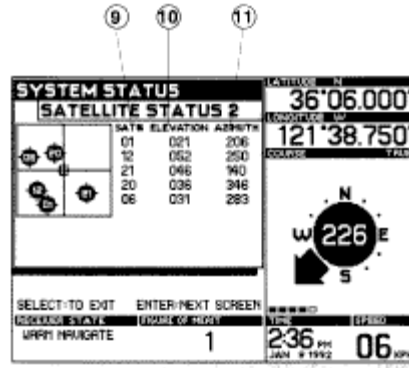 9 10 11
SYSTEM STATUS
SATELLITE STATUS 2
SAT# ELEVATION AZIMUTH
01 021 206
12 052 250
21 046 140
20 036 346
06 031 283
SELECT:TO EXIT ENTER:NEXT SCREEN
RECEIVER STATE FIGURE OF MERIT
WARM NAVIGATE 1
LATITUDE N
36°06.000'
LONGITUDE W
121°38.750'
COURSE TRUE
N
W 226 E
S
TIME SPEED
2:36 PM 06
JAN 8 1992